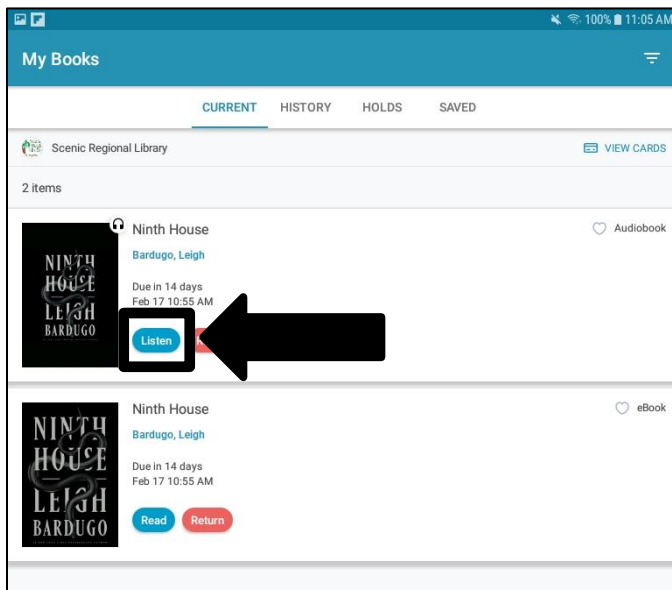 100% 11:05 AM
My Books
CURRENT HISTORY HOLDS SAVED
Scenic Regional Library
VIEW CARDS
2 items
NINTH
HOUSE
LEIGH
BARDUGO
Ninth House
Audiobook
Bardugo, Leigh
Due in 14 days
Feb 17 10:55 AM
Listen
NINTH
HOUSE
LEIGH
BARDUGO
Ninth House
eBook
Bardugo, Leigh
Due in 14 days
Feb 17 10:55 AM
Read Return